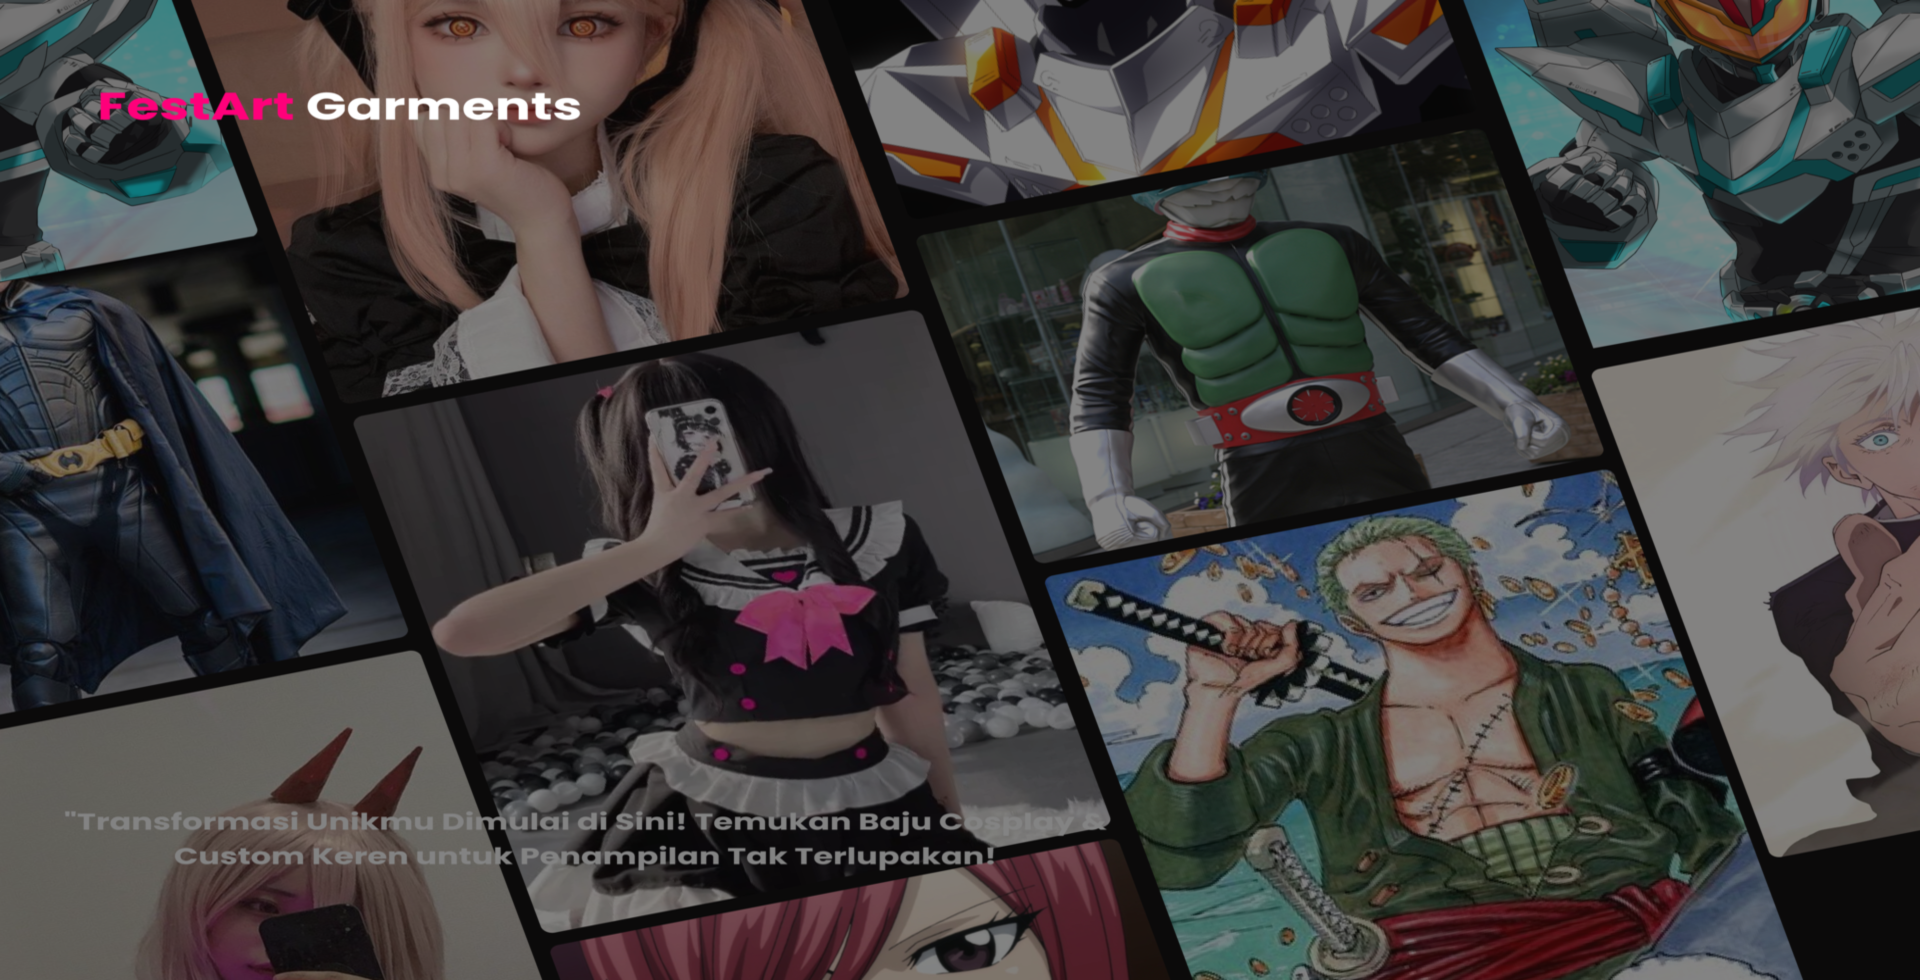 FestArt Garments
"Transformasi Unikmu Dimulai di Sini! Temukan Baju Cosplay &
Custom Keren untuk Penampilan Tak Terlupakan!